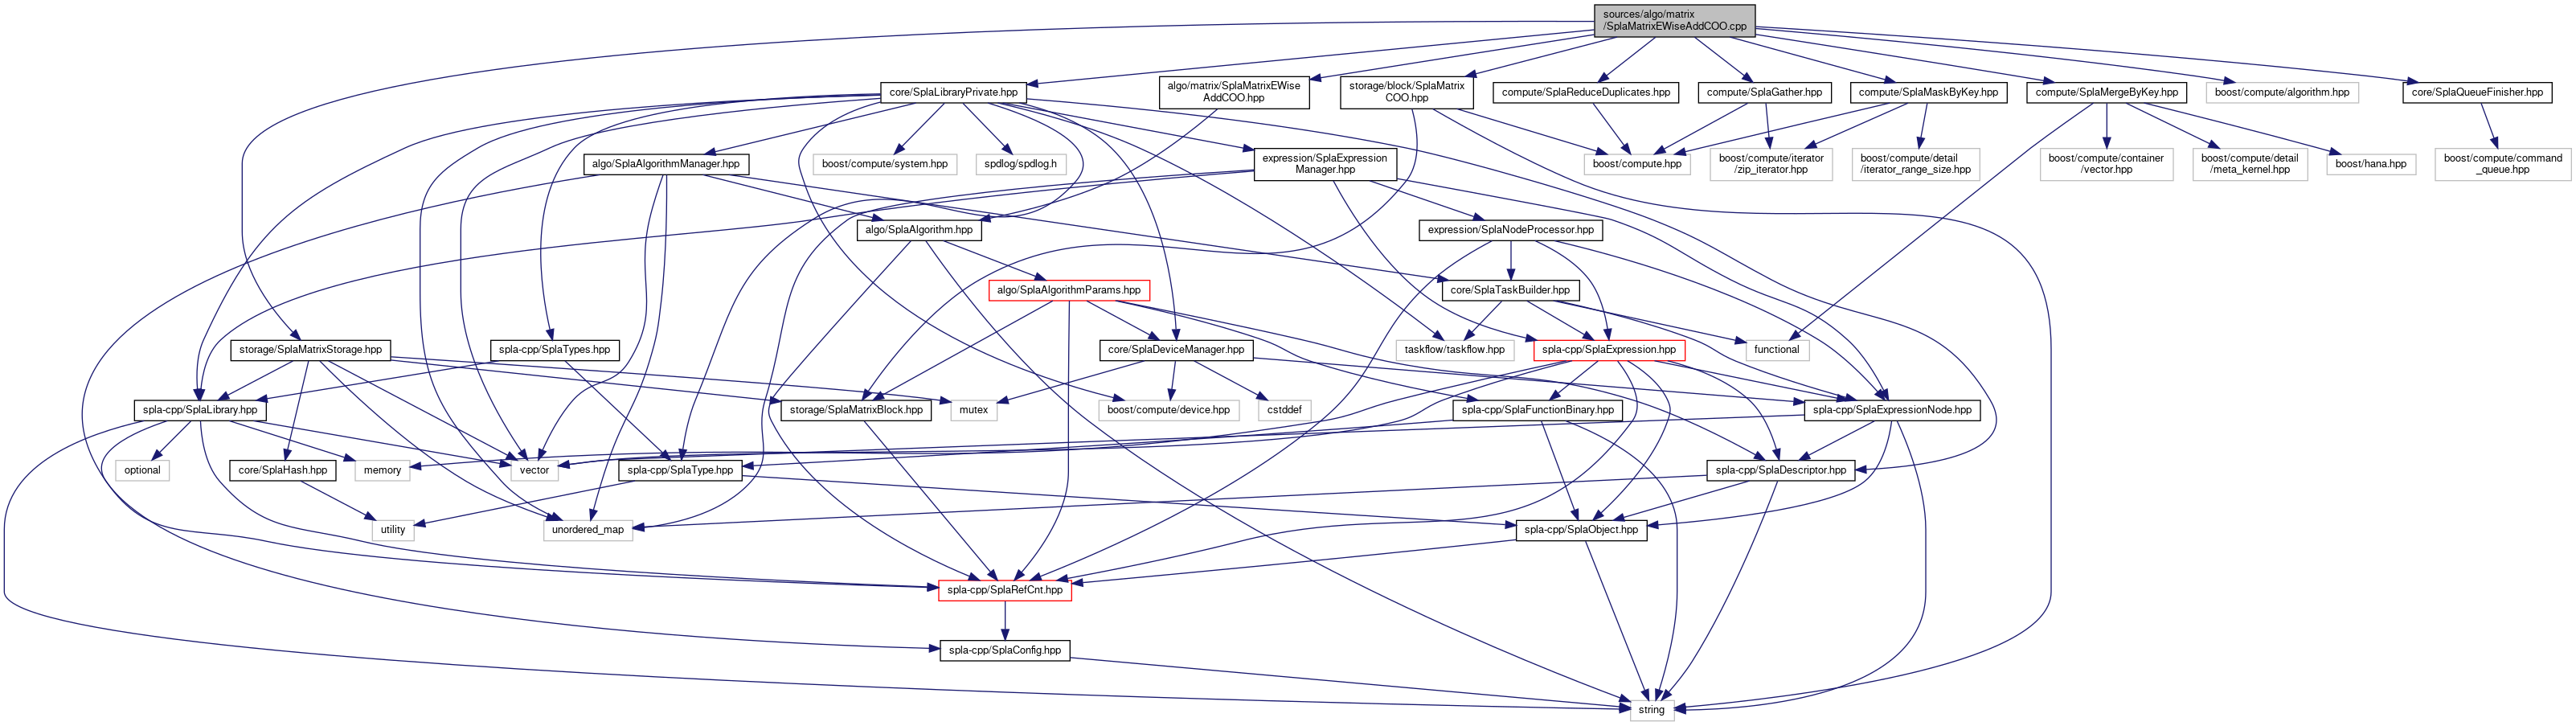 sources/algo/matrix
/SplaMatrixEWiseAddCOO.cpp
core/SplaLibraryPrivate.hpp
algo/matrix/SplaMatrixEWise
AddCOO.hpp
storage/block/SplaMatrix
COO.hpp
compute/SplaReduceDuplicates.hpp
compute/SplaGather.hpp
compute/SplaMaskByKey.hpp
compute/SplaMergeByKey.hpp
boost/compute/algorithm.hpp
core/SplaQueueFinisher.hpp
algo/SplaAlgorithmManager.hpp
boost/compute/system.hpp
spdlog/spdlog.h
expression/SplaExpression
Manager.hpp
boost/compute.hpp
boost/compute/iterator
/zip_iterator.hpp
boost/compute/detail
/iterator_range_size.hpp
boost/compute/container
/vector.hpp
boost/compute/detail
/meta_kernel.hpp
boost/hana.hpp
boost/compute/command
_queue.hpp
algo/SplaAlgorithm.hpp
expression/SplaNodeProcessor.hpp
algo/SplaAlgorithmParams.hpp
core/SplaTaskBuilder.hpp
storage/SplaMatrixStorage.hpp
spla-cpp/SplaTypes.hpp
core/SplaDeviceManager.hpp
taskflow/taskflow.hpp
spla-cpp/SplaExpression.hpp
functional
spla-cpp/SplaLibrary.hpp
storage/SplaMatrixBlock.hpp
mutex
boost/compute/device.hpp
cstddef
spla-cpp/SplaFunctionBinary.hpp
spla-cpp/SplaExpressionNode.hpp
optional
core/SplaHash.hpp
memory
vector
spla-cpp/SplaType.hpp
spla-cpp/SplaDescriptor.hpp
utility
unordered_map
spla-cpp/SplaObject.hpp
spla-cpp/SplaRefCnt.hpp
spla-cpp/SplaConfig.hpp
string